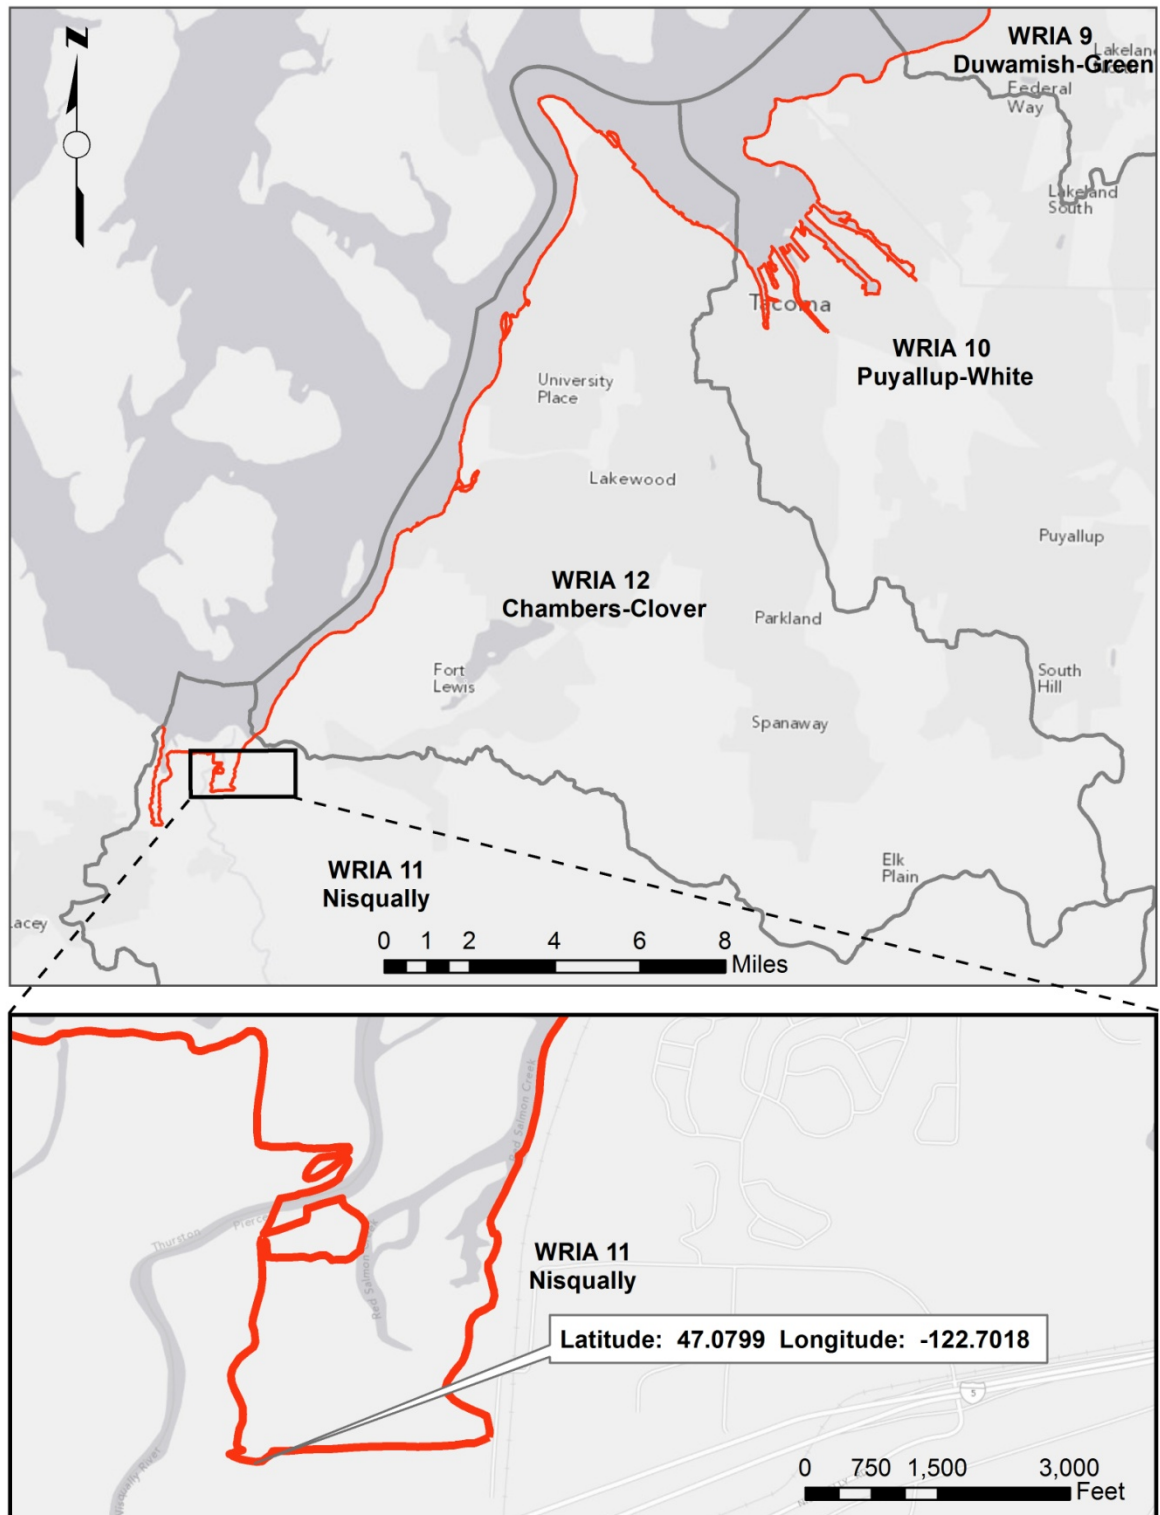 N
WRIA 9
Duwamish-Green
Lakeland
North
Federal
Way
Lakeland
South
Tacoma
WRIA 10
Puyallup-White
University
Place
Lakewood
Puyallup
WRIA 12
Chambers-Clover
Parkland
Fort
Lewis
South
Hill
Spanaway
Elk
Plain
WRIA 11
Nisqually
Lacey
0 1 2 4 6 8
Miles
Red Salmon Creek
Thurston
Pierce
Red Salmon Creek
WRIA 11
Nisqually
Latitude: 47.0799 Longitude: -122.7018
5
Nisqually River
0 750 1,500 3,000
Feet